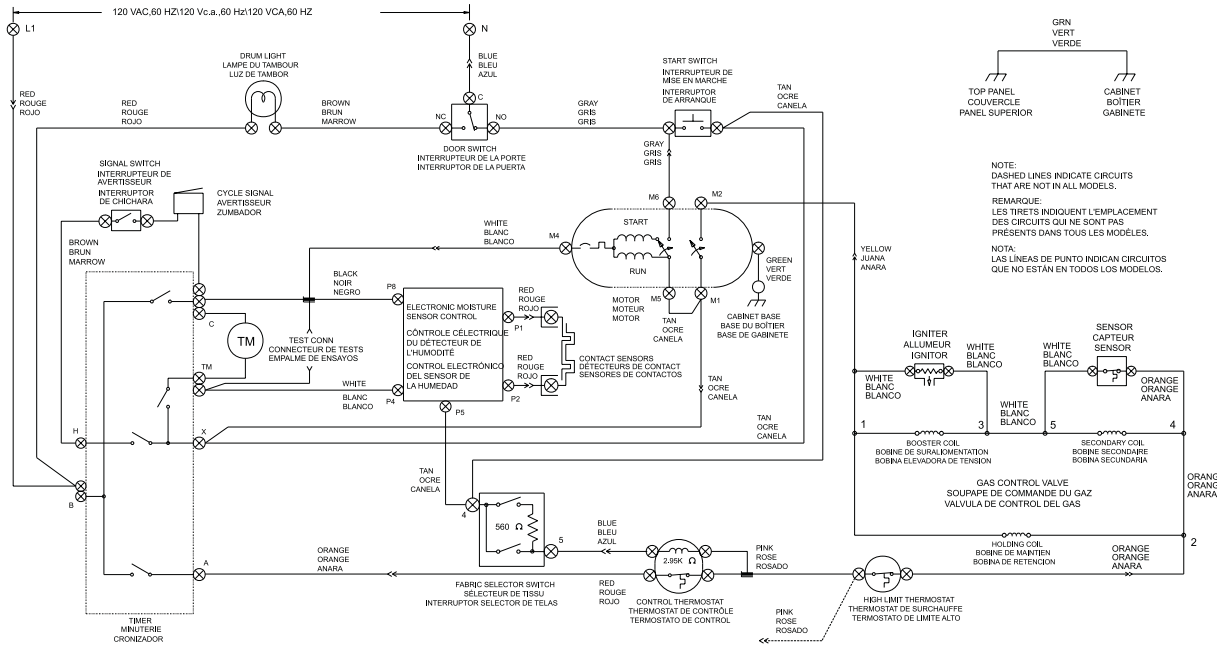 120 VAC,60 HZ\120 Vc.a.,60 Hz\120 VCA,60 HZ
L1
N
GRN
VERT
VERDE
TOP PANEL
COUVERCLE
PANEL SUPERIOR
CABINET
BOÎTIER
GABINETE
DRUM LIGHT
LAMPE DU TAMBOUR
LUZ DE TAMBOR
BLUE
BLEU
AZUL
START SWITCH
INTERRUPTEUR DE
MISE EN MARCHE
INTERRUPTOR
DE ARRANQUE
TAN
OCRE
CANELA
RED
ROUGE
ROJO
RED
ROUGE
ROJO
BROWN
BRUN
MARROW
C
NC
NO
GRAY
GRÍS
GRIS
DOOR SWITCH
INTERRUPTEUR DE LA PORTE
INTERRUPTOR DE LA PUERTA
GRAY
GRIS
GRIS
SIGNAL SWITCH
INTERRUPTEUR DE
AVERTISSEUR
INTERRUPTOR
DE CHICHARA
CYCLE SIGNAL
AVERTISSEUR
ZUMBADOR
BROWN
BRUN
MARROW
NOTE:
DASHED LINES INDICATE CIRCUITS
THAT ARE NOT IN ALL MODELS.
REMARQUE:
LES TIRETS INDIQUENT L'EMPLACEMENT
DES CIRCUITS QUI NE SONT PAS
PRÉSENTS DANS TOUS LES MODÈLES.
NOTA:
LAS LÍNEAS DE PUNTO INDICAN CIRCUITOS
QUE NO ESTÁN EN TODOS LOS MODELOS.
M6
M2
START
WHITE
BLANC
BLANCO
M4
RUN
GREEN
VERT
VERDE
M5
M1
MOTOR
MOTEUR
MOTOR
TAN
OCRE
CANELA
CABINET BASE
BASE DU BOÎTIER
BASE DE GABINETE
YELLOW
JUANA
ANARA
BLACK
NOIR
NEGRO
P8
ELECTRONIC MOISTURE
SENSOR CONTROL
CÔNTRÔLE CÉLECTRIQUE
DU DÉTECTEUR DE
L'HUMODITÉ
CONTROL ELECTRÓNICO
DEL SENSOR DE
LA HUMEDAD
RED
ROUGE
ROJO
P1
RED
ROUGE
ROJO
P2
CONTACT SENSORS
DÉTECTEURS DE CONTACT
SENSORES DE CONTACTOS
C
TM
TM
TEST CONN
CONNECTEUR DE TESTS
EMPALME DE ENSAYOS
WHITE
BLANC
BLANCO
P4
P5
IGNITER
ALLUMEUR
IGNITOR
SENSOR
CAPTEUR
SENSOR
WHITE
BLANC
BLANCO
WHITE
BLANC
BLANCO
WHITE
BLANC
BLANCO
WHITE
BLANC
BLANCO
ORANGE
ORANGE
ANARA
TAN
OCRE
CANELA
TAN
OCRE
CANELA
H
X
B
A
1
3
5
4
BOOSTER COIL
BOBINE DE SURALIOMENTATION
BOBINA ELEVADORA DE TENSION
SECONDARY COIL
BOBINE SECONDAIRE
BOBINA SECUNDARIA
GAS CONTROL VALVE
SOUPAPE DE COMMANDE DU GAZ
VALVULA DE CONTROL DEL GAS
ORANGE
ORANGE
ANARA
TAN
OCRE
CANELA
4
560 Ω
5
BLUE
BLEU
AZUL
2.95K Ω
PINK
ROSE
ROSADO
HOLDING COIL
BOBINE DE MAINTIEN
BOBINA DE RETENCION
2
ORANGE
ORANGE
ANARA
ORANGE
ORANGE
ANARA
FABRIC SELECTOR SWITCH
SÉLECTEUR DE TISSU
INTERRUPTOR SELECTOR DE TELAS
RED
ROUGE
ROJO
CONTROL THERMOSTAT
THERMOSTAT DE CONTRÔLE
TERMOSTATO DE CONTROL
HIGH LIMIT THERMOSTAT
THERMOSTAT DE SURCHAUFFE
TERMOSTATO DE LIMITE ALTO
PINK
ROSE
ROSADO
TIMER
MINUTERIE
CRONIZADOR